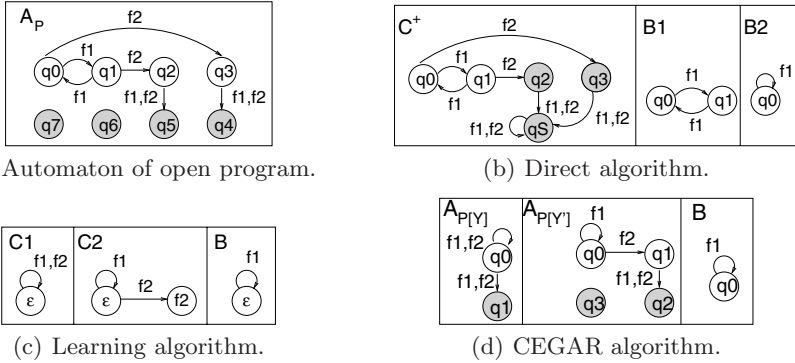 A_P
f2
f1
f2
q0 q1 q2 q3
f1
f1,f2 f1,f2
q7 q6 q5 q4
Automaton of open program.
C+
f2
f1
f2
q0 q1 q2 q3
f1
f1,f2
f1,f2
f1,f2
qS
B1
f1
q0 q1
f1
B2
f1
q0
(b) Direct algorithm.
C1
f1,f2
ε
C2
f1
f2
ε f2
B
f1
ε
(c) Learning algorithm.
A_P[Y]
f1,f2
q0
f1,f2
q1
A_P[Y']
f1
f2
q0 q1
f1,f2
q3 q2
B
f1
q0
(d) CEGAR algorithm.